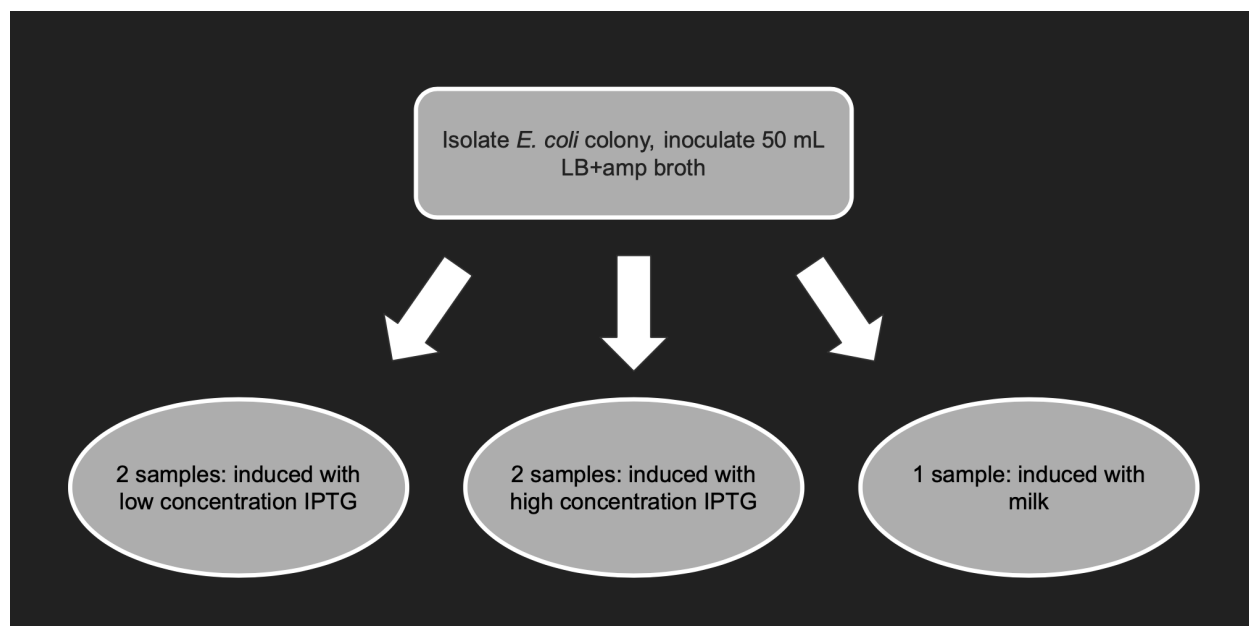 Isolate E. coli colony, inoculate 50 mL
LB+amp broth
2 samples: induced with
low concentration IPTG
2 samples: induced with
high concentration IPTG
1 sample: induced with
milk